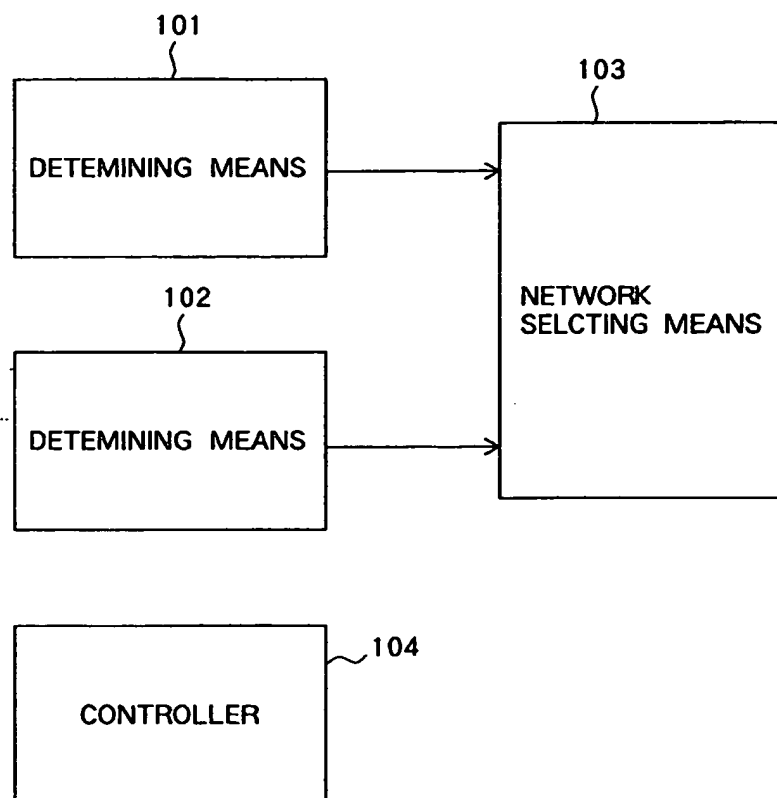 101
DETEMINING MEANS
103
NETWORK
SELCTING MEANS
102
DETEMINING MEANS
104
CONTROLLER